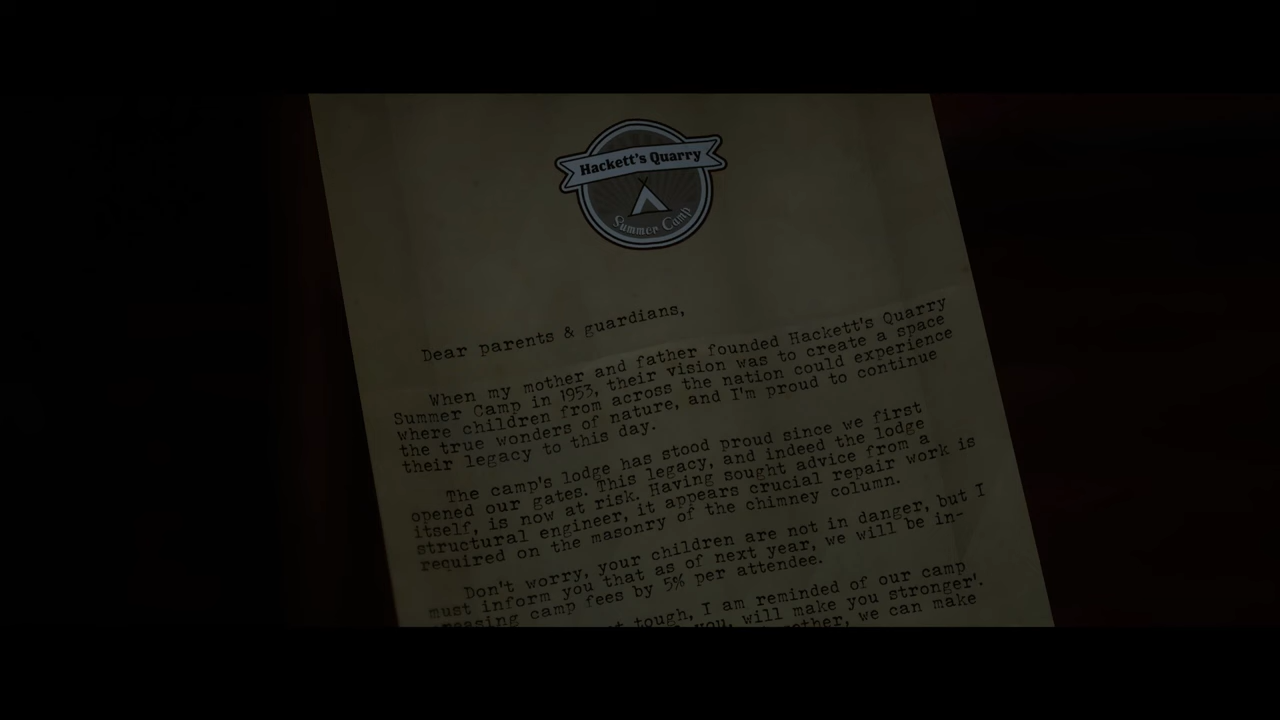 Hackett's Quarry
Summer Camp
Dear parents & guardians,
When my mother and father founded Hackett's Quarry
Summer Camp in 1953, their vision was to create a space
where children from across the nation could experience
the true wonders of nature, and I'm proud to continue
their legacy to this day.
The camp's lodge has stood proud since we first
opened our gates. This legacy, and indeed the lodge
itself, is now at risk. Having sought advice from a
structural engineer, it appears crucial repair work is
required on the masonry of the chimney column.
Don't worry, your children are not in danger, but I
must inform you that as of next year, we will be in-
creasing camp fees by 5% per attendee.
tough, I am reminded of our camp
you, will make you stronger'.
we can make